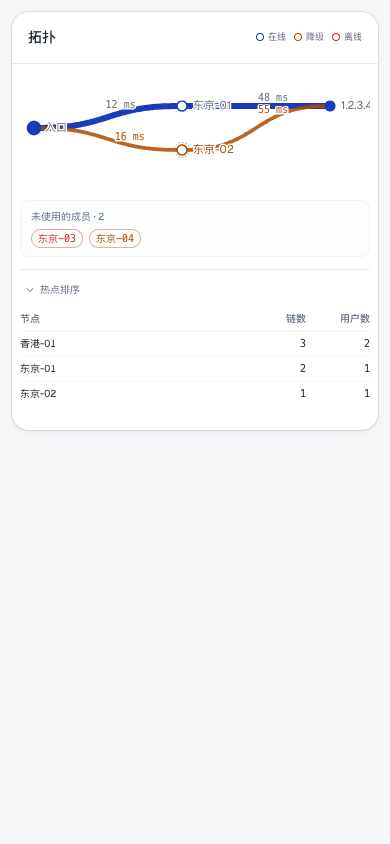 拓扑
在线 降级 离线
12 ms
东京-01
48 ms
55 ms
1.2.3.4
入口
16 ms
东京-02
未使用的成员 · 2
东京-03 东京-04
热点排序
节点 链数 用户数
香港-01 3 2
东京-01 2 1
东京-02 1 1